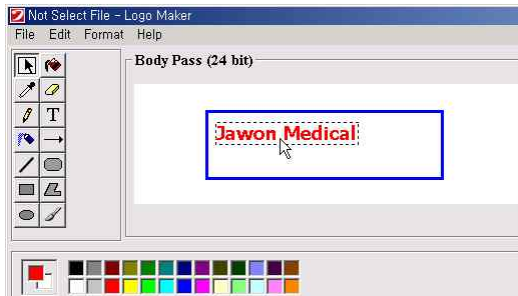 Not Select File - Logo Maker
File Edit Format Help
Body Pass (24 bit)
T
Jawon Medical